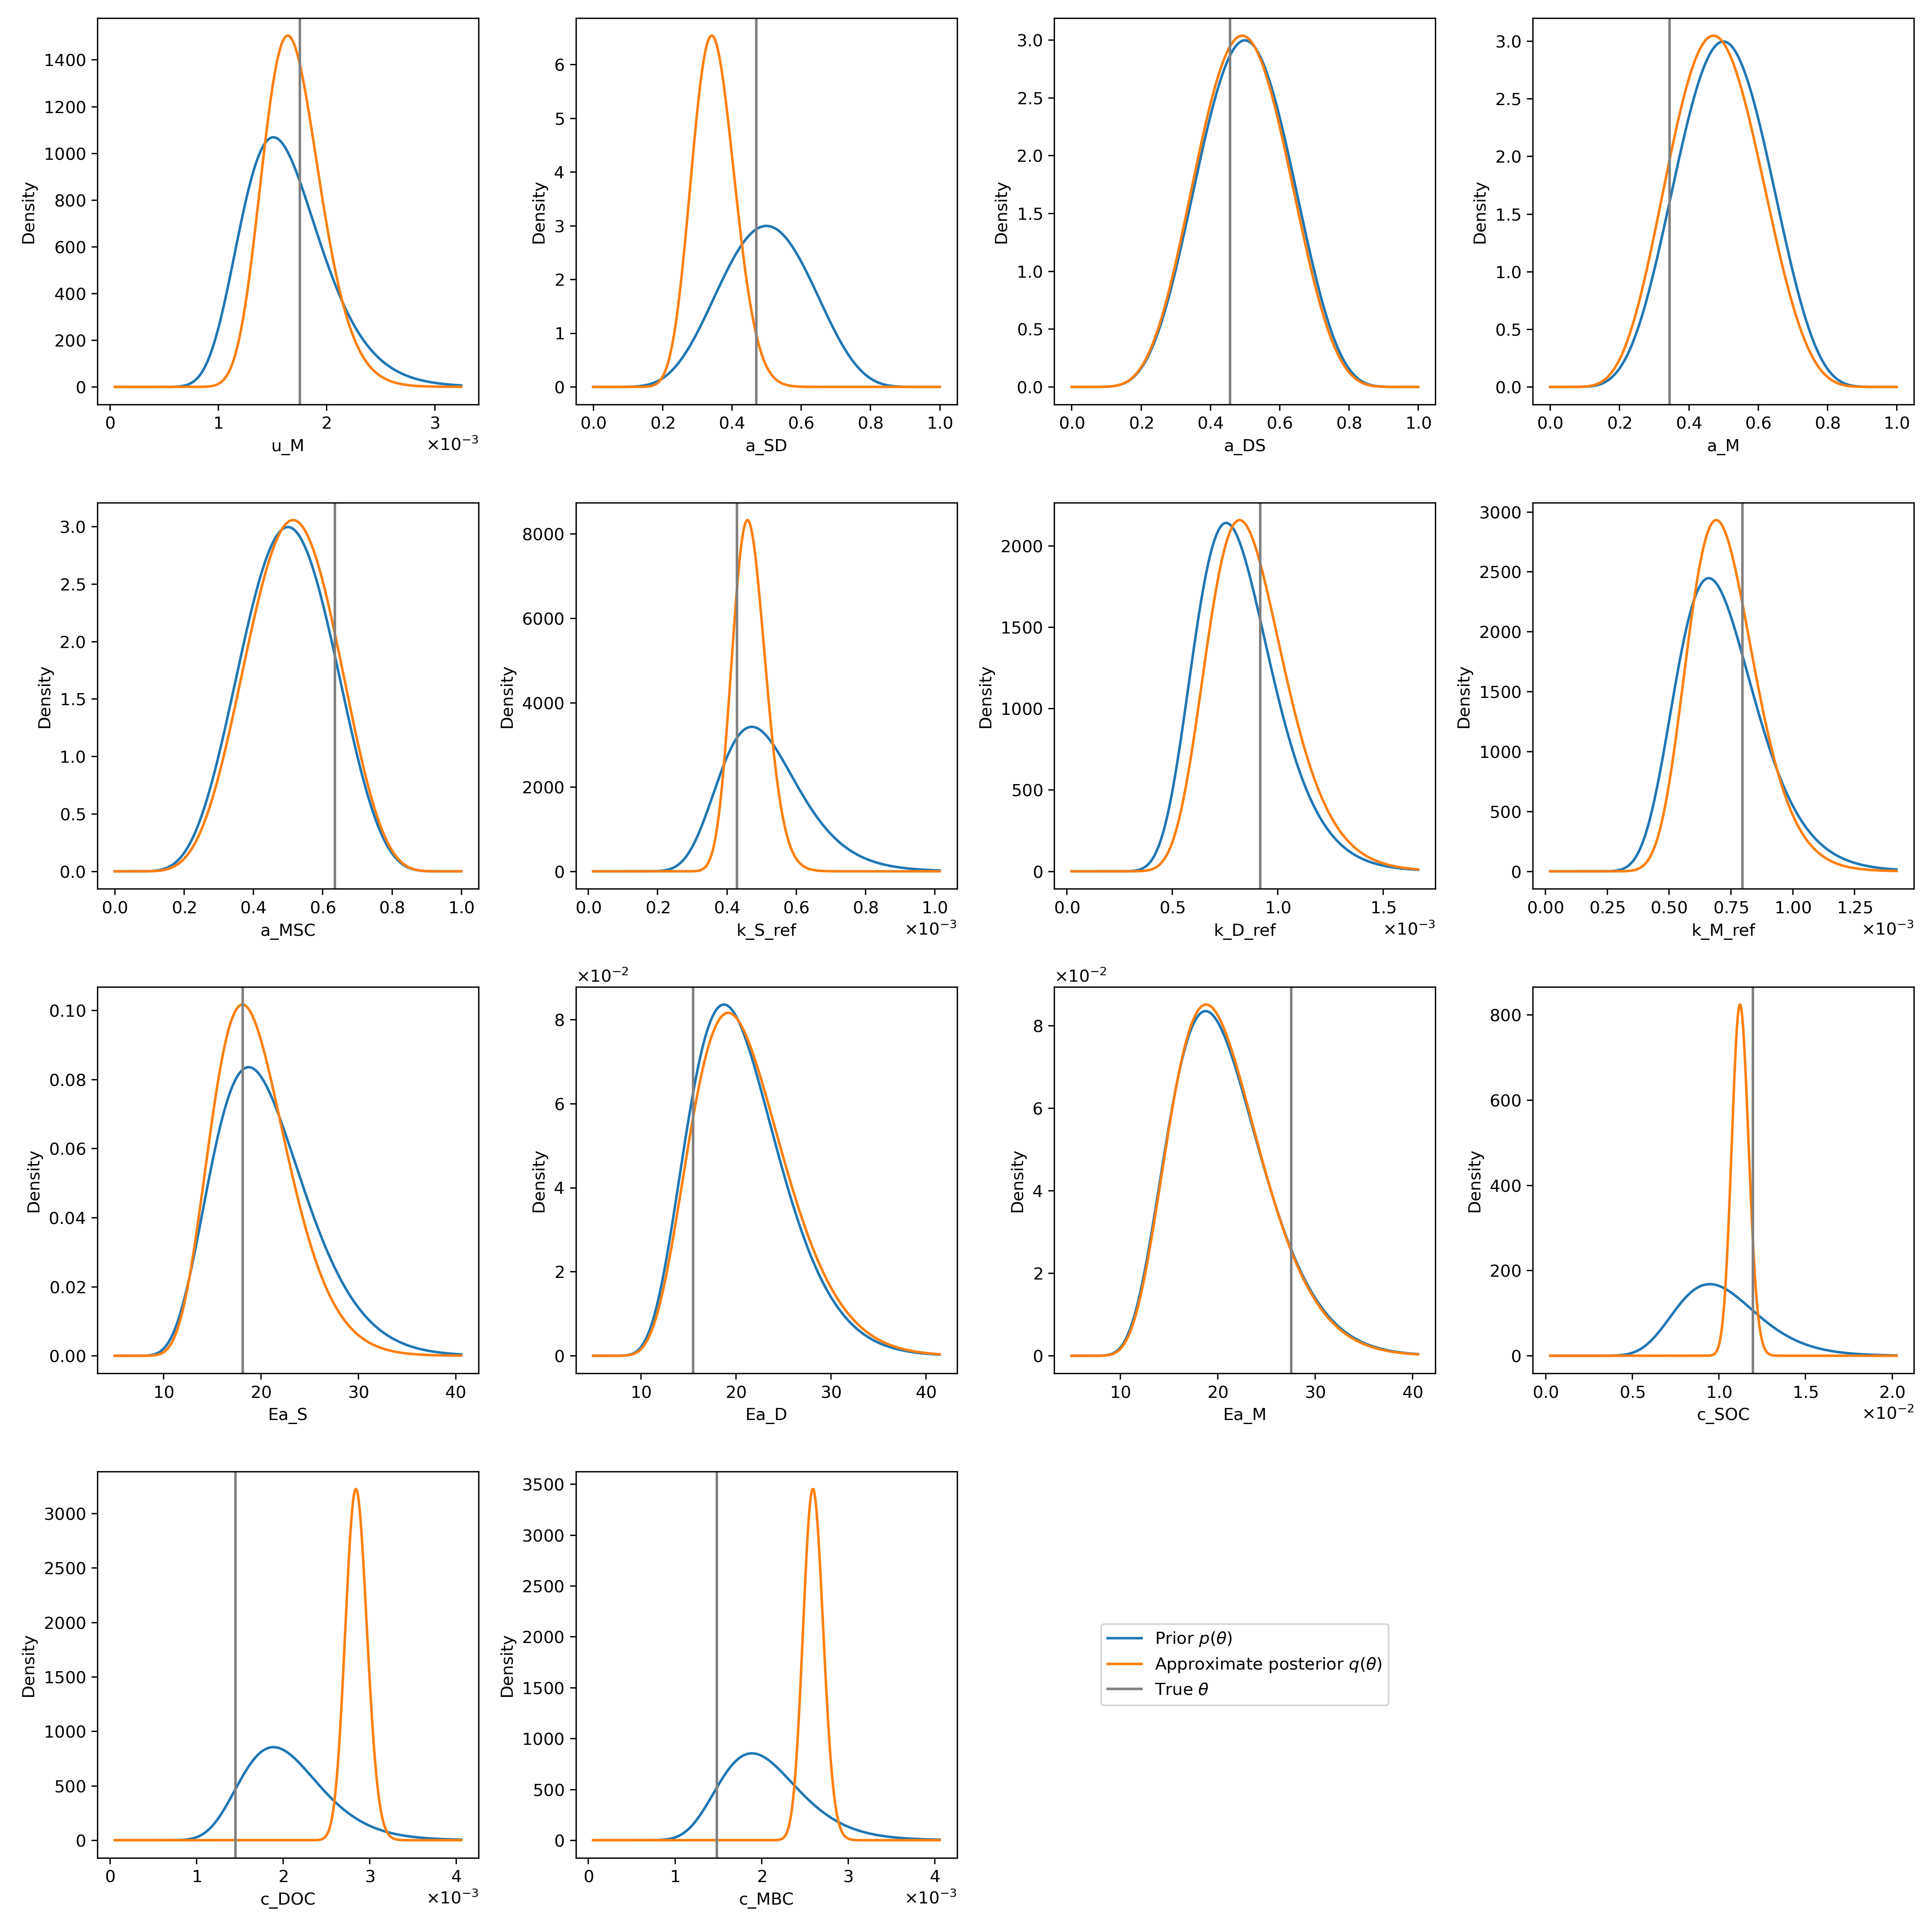 1400
1200
1000
800
600
400
200
0
Density
0 1 2 3
×10⁻³
u_M
6
5
4
3
2
1
0
Density
0.0 0.2 0.4 0.6 0.8 1.0
a_SD
3.0
2.5
2.0
1.5
1.0
0.5
0.0
Density
0.0 0.2 0.4 0.6 0.8 1.0
a_DS
3.0
2.5
2.0
1.5
1.0
0.5
0.0
Density
0.0 0.2 0.4 0.6 0.8 1.0
a_M
3.0
2.5
2.0
1.5
1.0
0.5
0.0
Density
0.0 0.2 0.4 0.6 0.8 1.0
a_MSC
8000
6000
4000
2000
0
Density
0.0 0.2 0.4 0.6 0.8 1.0
×10⁻³
k_S_ref
2000
1500
1000
500
0
Density
0.0 0.5 1.0 1.5
×10⁻³
k_D_ref
3000
2500
2000
1500
1000
500
0
Density
0.00 0.25 0.50 0.75 1.00 1.25
×10⁻³
k_M_ref
0.10
0.08
0.06
0.04
0.02
0.00
Density
10 20 30 40
Ea_S
×10⁻²
8
6
4
2
0
Density
10 20 30 40
Ea_D
×10⁻²
8
6
4
2
0
Density
10 20 30 40
Ea_M
800
600
400
200
0
Density
0.0 0.5 1.0 1.5 2.0
×10⁻²
c_SOC
3000
2500
2000
1500
1000
500
0
Density
0 1 2 3 4
×10⁻³
c_DOC
3500
3000
2500
2000
1500
1000
500
0
Density
0 1 2 3 4
×10⁻³
c_MBC
Prior p(θ)
Approximate posterior q(θ)
True θ